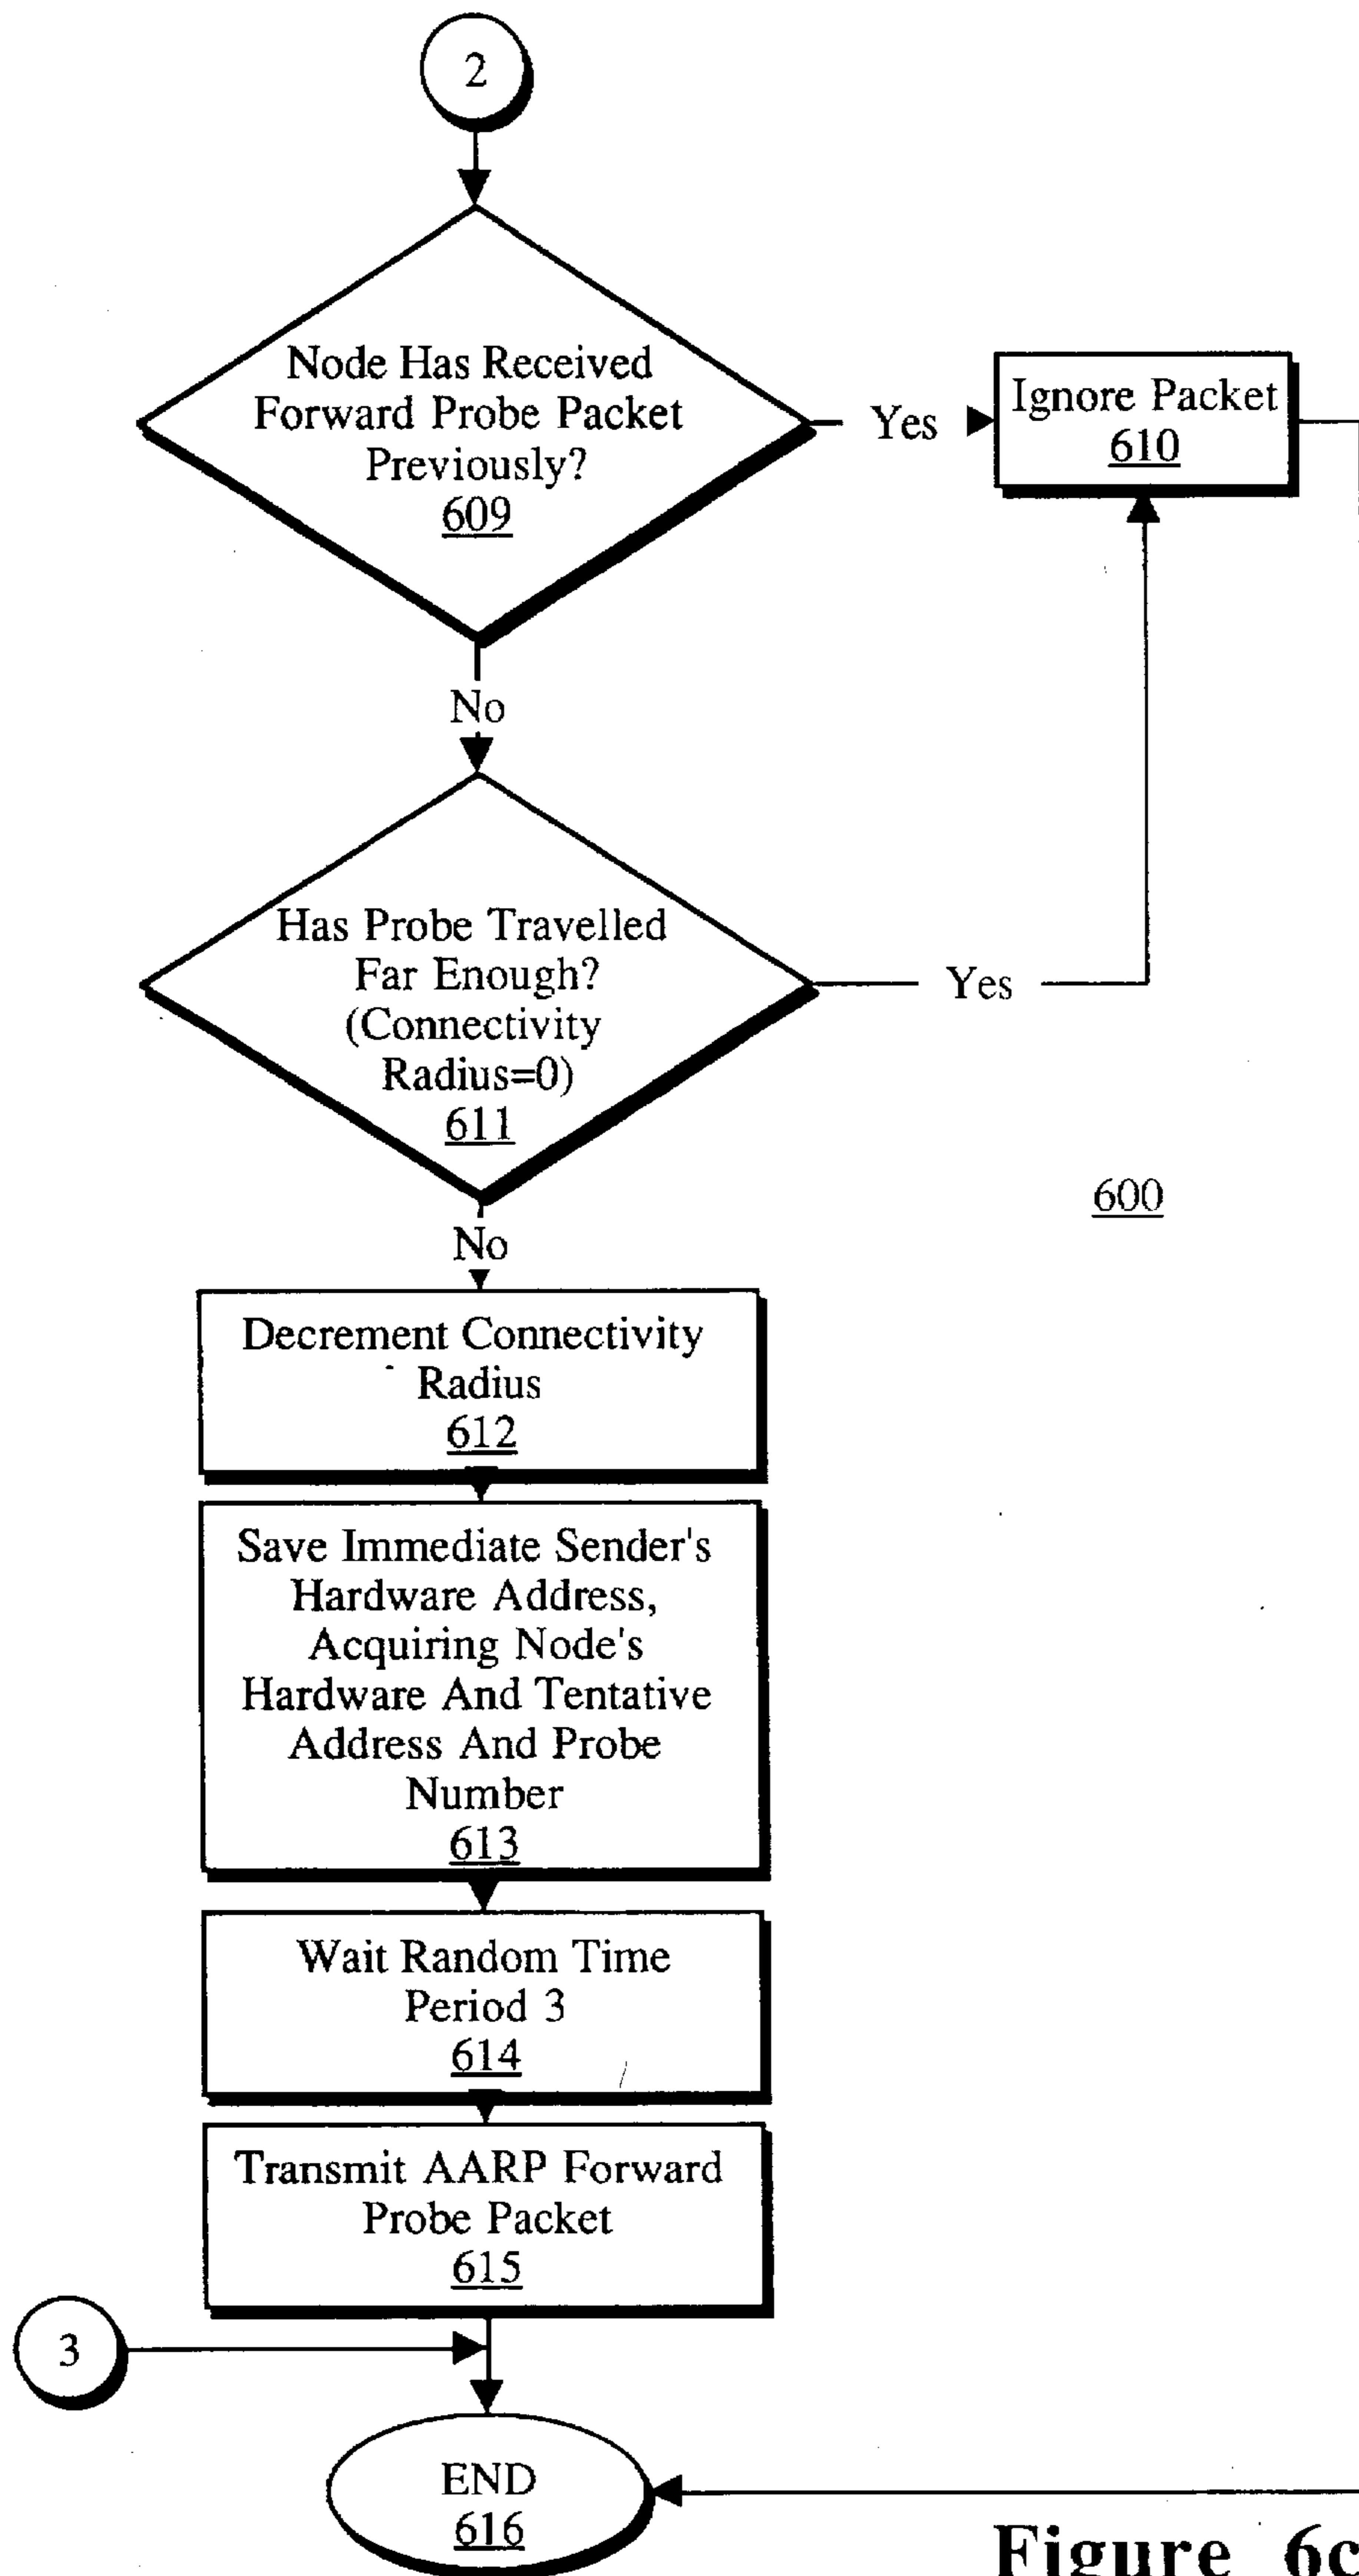 2
Node Has Received
Forward Probe Packet
Previously?
609
Yes
Ignore Packet
610
No
Has Probe Travelled
Far Enough?
(Connectivity
Radius=0)
611
Yes
600
No
Decrement Connectivity
Radius
612
Save Immediate Sender's
Hardware Address,
Acquiring Node's
Hardware And Tentative
Address And Probe
Number
613
Wait Random Time
Period 3
614
Transmit AARP Forward
Probe Packet
615
3
END
616
Figure 6c